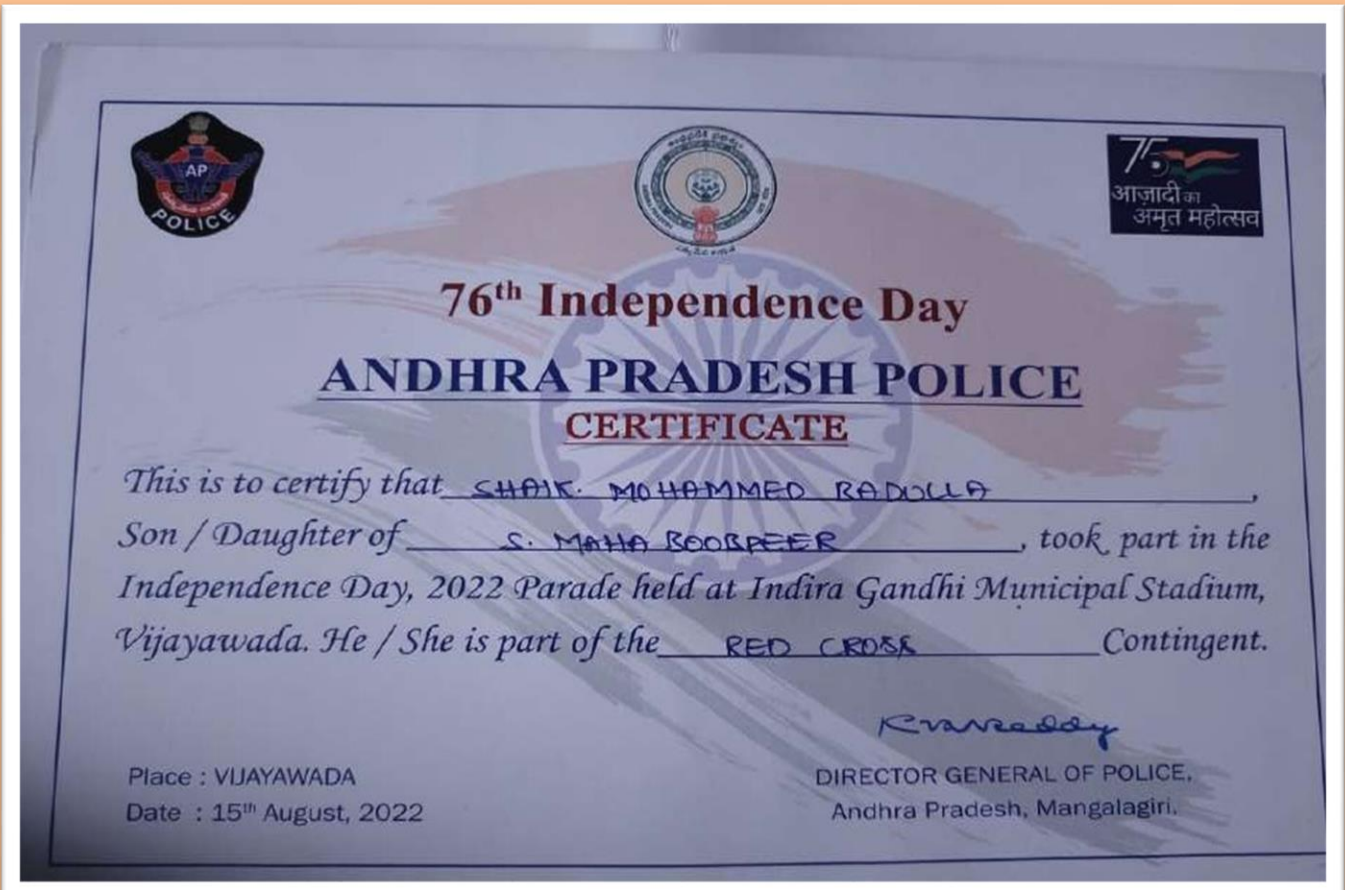 AP
POLICE
75
आज़ादी का
अमृत महोत्सव
76th Independence Day
ANDHRA PRADESH POLICE
CERTIFICATE
This is to certify that SHAIK. MOHAMMED RADOLLA,
Son / Daughter of S. MAHA BOOBPEER, took part in the
Independence Day, 2022 Parade held at Indira Gandhi Municipal Stadium,
Vijayawada. He / She is part of the RED CROSS Contingent.
Place : VIJAYAWADA
Date : 15th August, 2022
DIRECTOR GENERAL OF POLICE,
Andhra Pradesh, Mangalagiri.